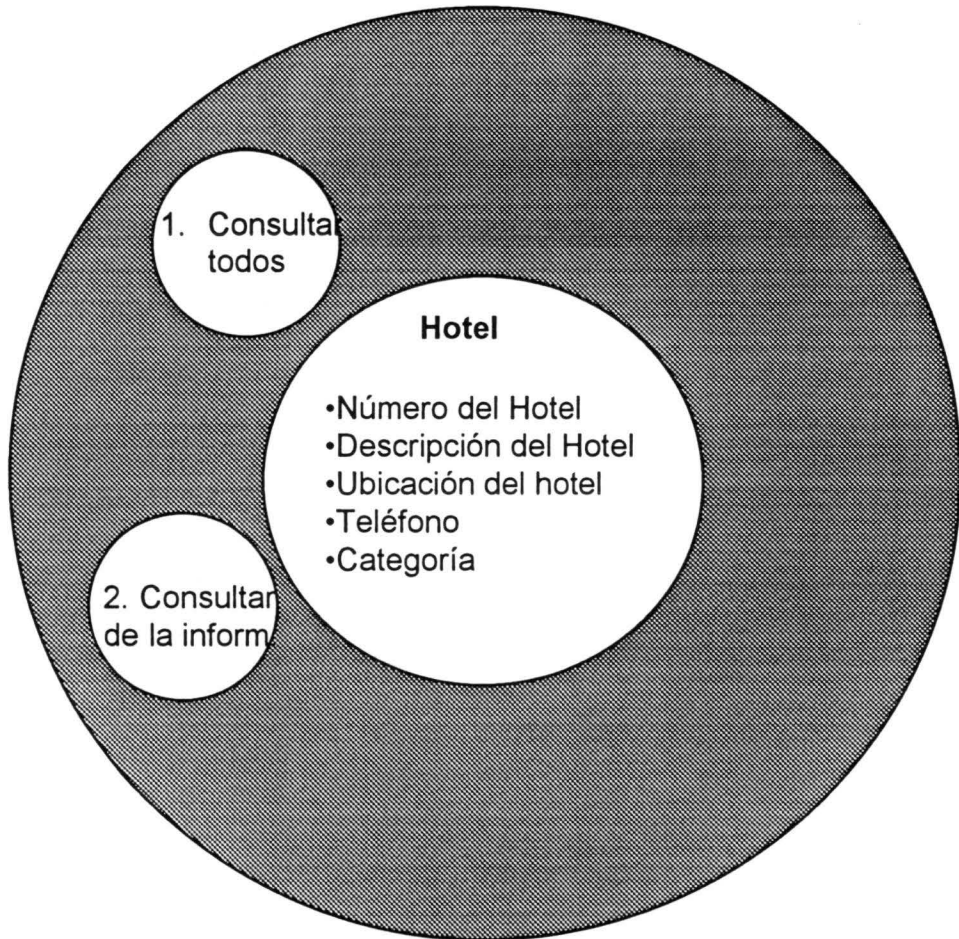 1. Consultar
todos
Hotel
•Número del Hotel
•Descripción del Hotel
•Ubicación del hotel
•Teléfono
•Categoría
2. Consultar
de la inform